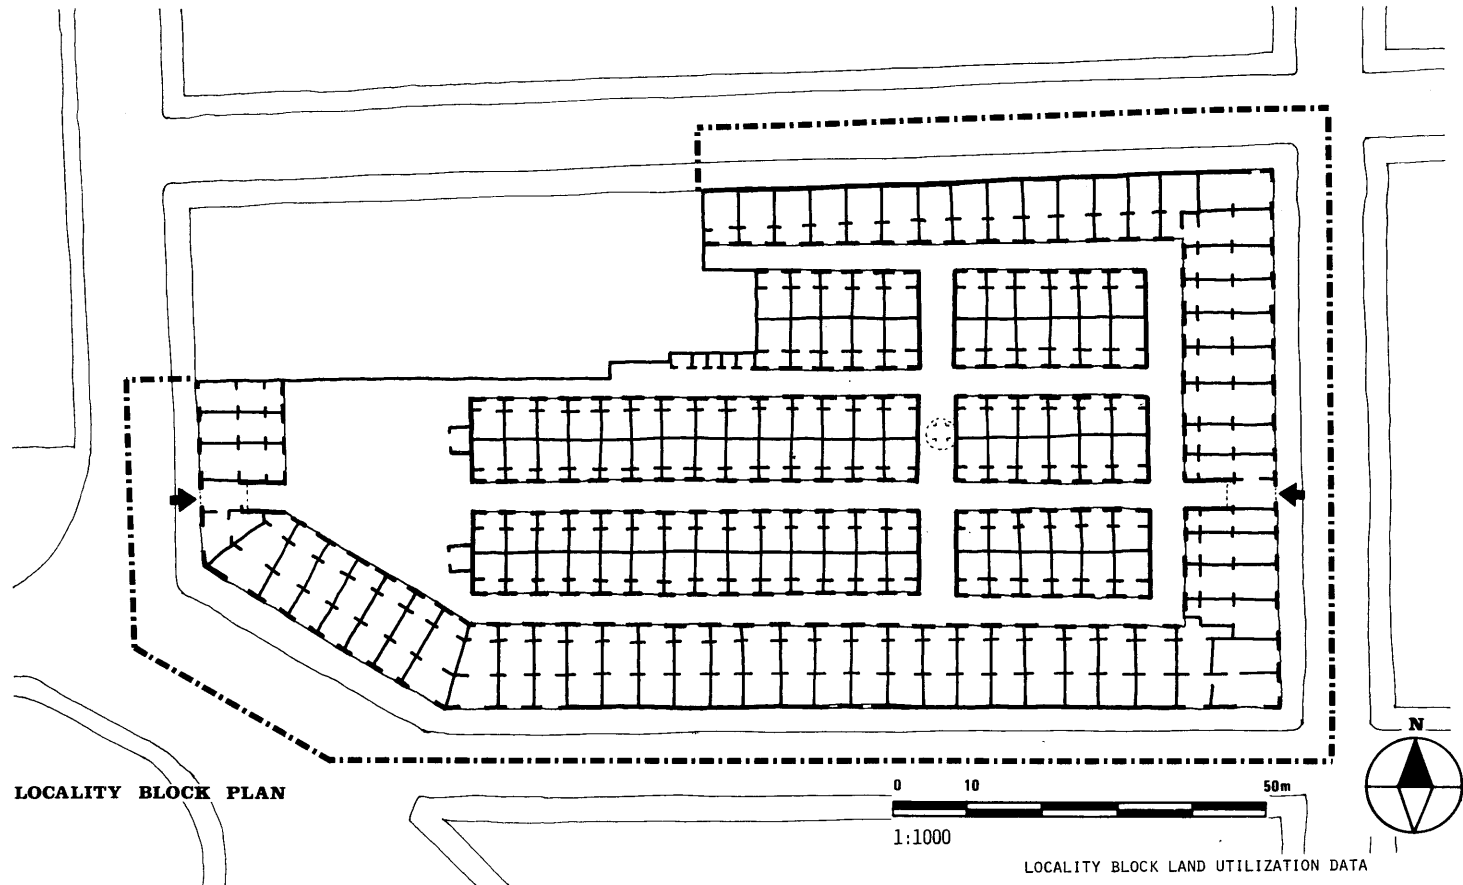 N
LOCALITY BLOCK PLAN
0 10 50m
1:1000
LOCALITY BLOCK LAND UTILIZATION DATA